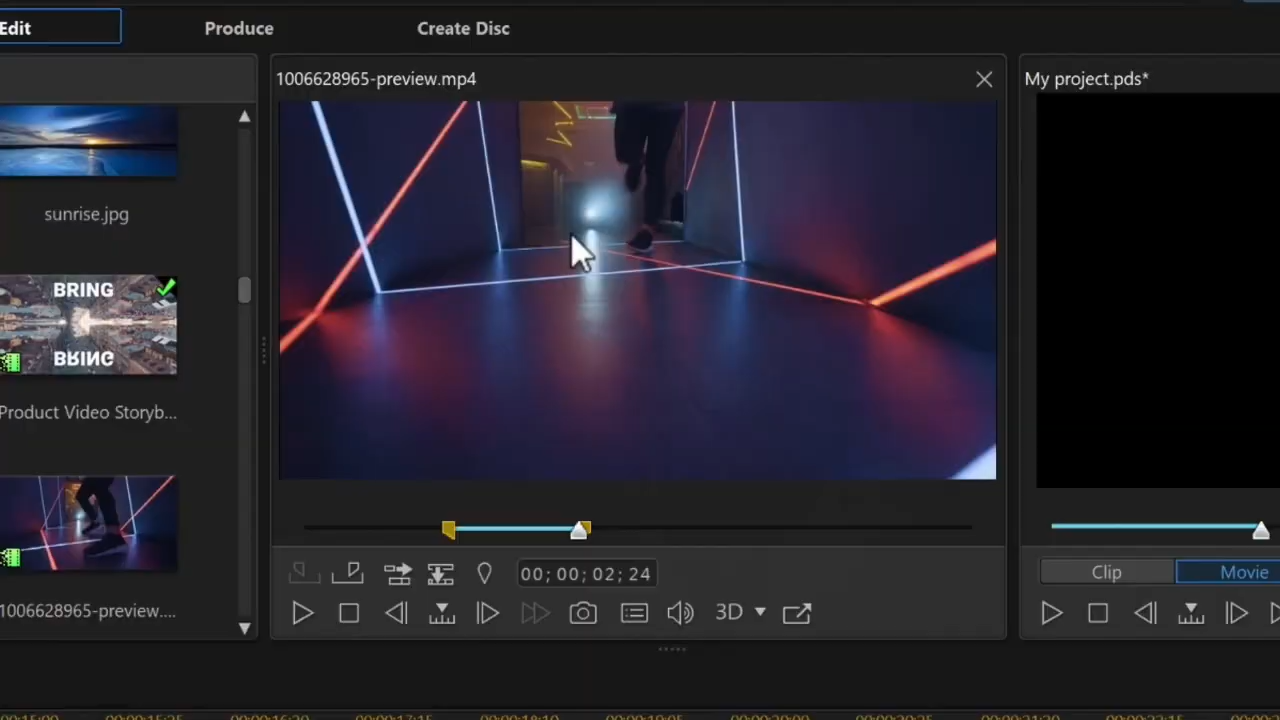 Edit
Produce
Create Disc
1006628965-preview.mp4
My project.pds*
sunrise.jpg
BRING
BRING
Product Video Storyb...
1006628965-preview....
00;00;02;24
Clip
Movie
3D